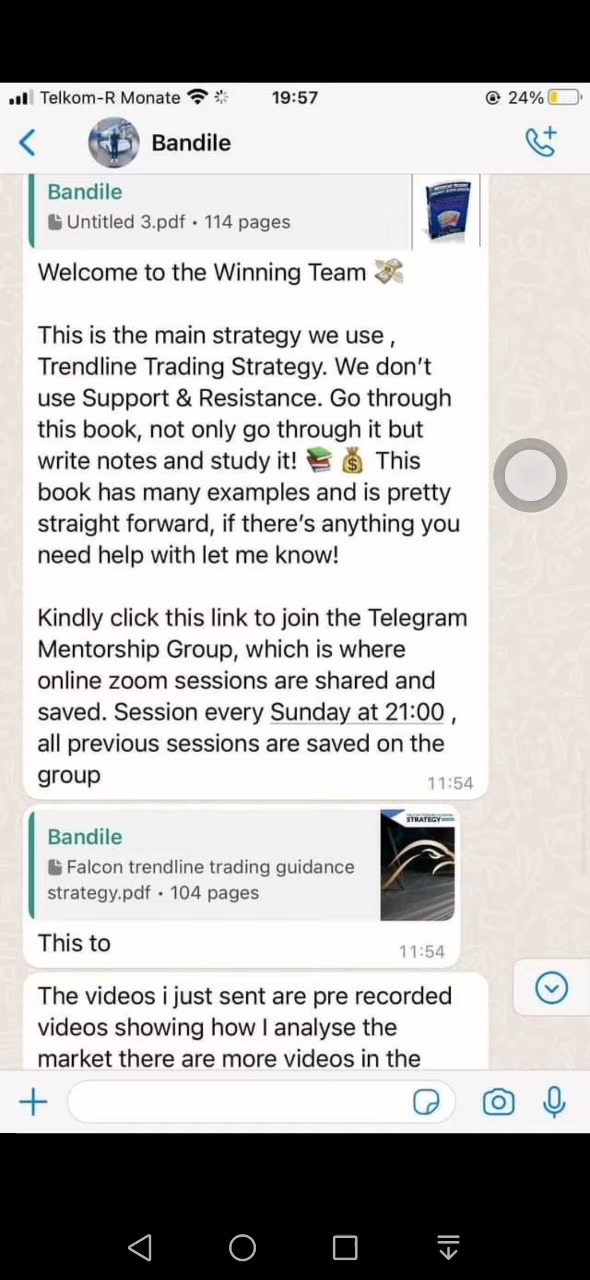 Telkom-R Monate 19:57 24%
Bandile
Bandile
Untitled 3.pdf • 114 pages
Welcome to the Winning Team 💸
This is the main strategy we use ,
Trendline Trading Strategy. We don't
use Support & Resistance. Go through
this book, not only go through it but
write notes and study it! 📚 💰 This
book has many examples and is pretty
straight forward, if there's anything you
need help with let me know!
Kindly click this link to join the Telegram
Mentorship Group, which is where
online zoom sessions are shared and
saved. Session every Sunday at 21:00 ,
all previous sessions are saved on the
group
11:54
Bandile
Falcon trendline trading guidance
strategy.pdf • 104 pages
STRATEGY
This to
11:54
The videos i just sent are pre recorded
videos showing how I analyse the
market there are more videos in the